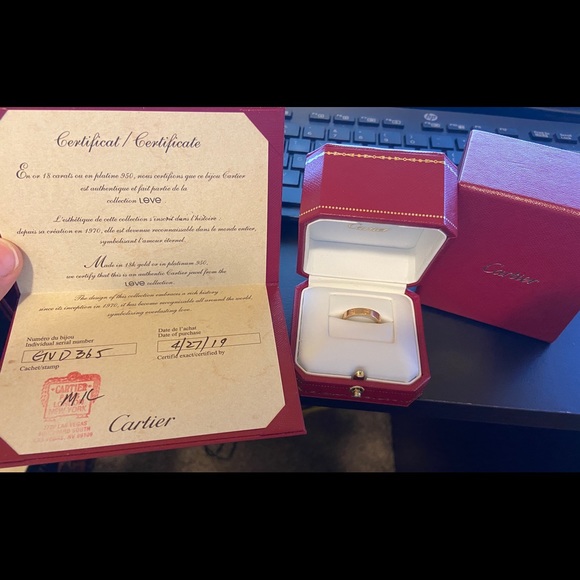 Certificat / Certificate
En or 18 carats ou en platine 950, nous certifions que ce bijou Cartier
est authentique et fait partie de la
collection LOVE
L'esthétique de cette collection s'inscrit dans l'histoire :
depuis sa création en 1970, elle est devenue reconnaissable dans le monde entier,
symbolisant l'amour éternel.
Made in 18k gold or in platinum 950,
we certify that this is an authentic Cartier jewel from the
LOVE collection.
The design of this collection embraces a rich history
since its inception in 1970, it has become recognizable all around the world,
symbolizing everlasting love.
Numéro du bijou
Individual serial number
GVD365
Cachet/stamp
Date de l'achat
Date of purchase
4/27/19
Certifié exact/certified by
CARTIER
MIC
LAS VEGAS
Cartier
Cartier
Cartier
hp